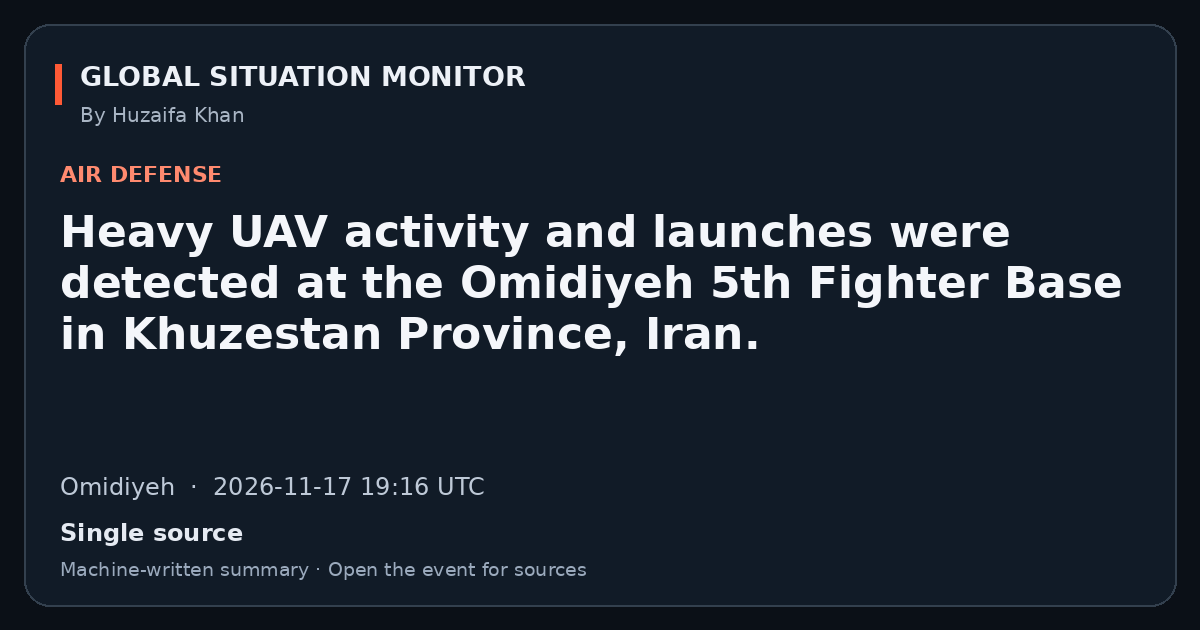 GLOBAL SITUATION MONITOR
By Huzaifa Khan
AIR DEFENSE
Heavy UAV activity and launches were
detected at the Omidiyeh 5th Fighter Base
in Khuzestan Province, Iran.
Omidiyeh · 2026-11-17 19:16 UTC
Single source
Machine-written summary · Open the event for sources